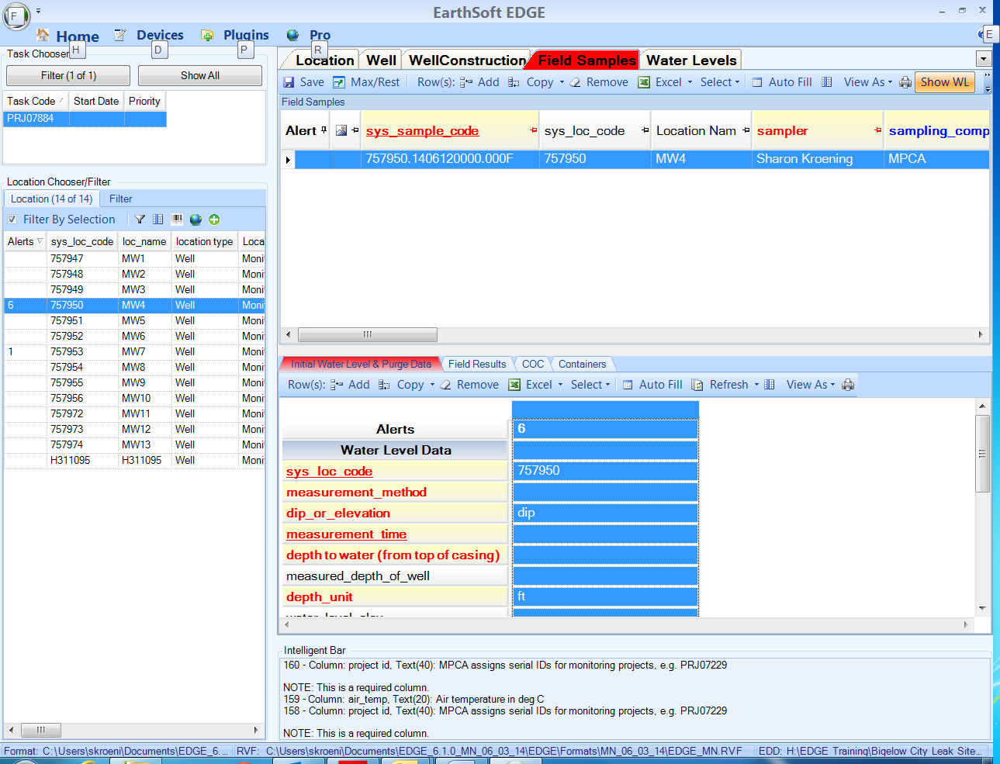 EarthSoft EDGE
F
Home Devices Plugins Pro
H D P R E
Task Chooser
Filter (1 of 1) Show All
Task Code Start Date Priority
PRJ07884
Location Chooser/Filter
Location (14 of 14) Filter
Filter By Selection
Alerts sys_loc_code loc_name location type Loca
757947 MW1 Well Moni
757948 MW2 Well Moni
757949 MW3 Well Moni
6 757950 MW4 Well Moni
757951 MW5 Well Moni
757952 MW6 Well Moni
1 757953 MW7 Well Moni
757954 MW8 Well Moni
757955 MW9 Well Moni
757956 MW10 Well Moni
757972 MW11 Well Moni
757973 MW12 Well Moni
757974 MW13 Well Moni
H311095 H311095 Well Moni
Location Well WellConstruction Field Samples Water Levels
Save Max/Rest Row(s): Add Copy Remove Excel Select Auto Fill View As Show WL
Field Samples
Alert sys_sample_code sys_loc_code Location Nam sampler sampling_comp
757950.1406120000.000F 757950 MW4 Sharon Kroening MPCA
Initial Water Level & Purge Data Field Results COC Containers
Row(s): Add Copy Remove Excel Select Auto Fill Refresh View As
Alerts 6
Water Level Data
sys_loc_code 757950
measurement_method
dip_or_elevation dip
measurement_time
depth to water (from top of casing)
measured_depth_of_well
depth_unit ft
water_level_elev
Intelligent Bar
160 - Column: project id, Text(40): MPCA assigns serial IDs for monitoring projects, e.g. PRJ07229
NOTE: This is a required column.
159 - Column: air_temp, Text(20): Air temperature in deg C
158 - Column: project id, Text(40): MPCA assigns serial IDs for monitoring projects, e.g. PRJ07229
NOTE: This is a required column.
Format: C:\Users\skroeni\Documents\EDGE_6.... RVF: C:\Users\skroeni\Documents\EDGE_6.1.0_MN_06_03_14\EDGE\Formats\MN_06_03_14\EDGE_MN.RVF EDD: H:\EDGE Training\Bigelow City Leak Site...